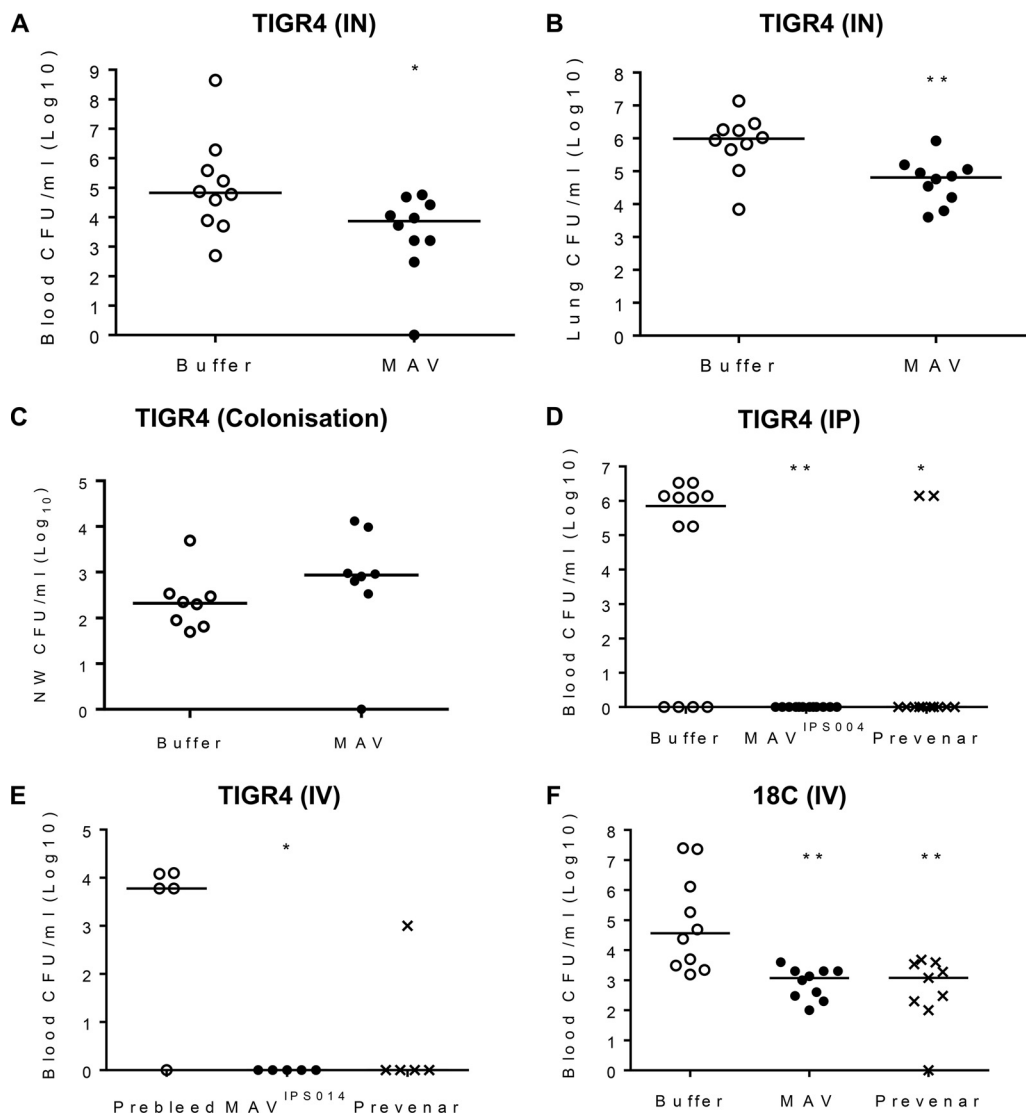 A
TIGR4 (IN)
Blood CFU/ml (Log10)
9
8
7
6
5
4
3
2
1
0
*
Buffer
MAV
B
TIGR4 (IN)
Lung CFU/ml (Log10)
8
7
6
5
4
3
2
1
0
**
Buffer
MAV
C
TIGR4 (Colonisation)
NW CFU/ml (Log10)
5
4
3
2
1
0
Buffer
MAV
D
TIGR4 (IP)
Blood CFU/ml (Log10)
7
6
5
4
3
2
1
0
**
*
Buffer
MAV IPS004
Prevenar
E
TIGR4 (IV)
Blood CFU/ml (Log10)
5
4
3
2
1
0
*
Prebleed
MAV IPS014
Prevenar
F
18C (IV)
Blood CFU/ml (Log10)
8
7
6
5
4
3
2
1
0
**
**
Buffer
MAV
Prevenar